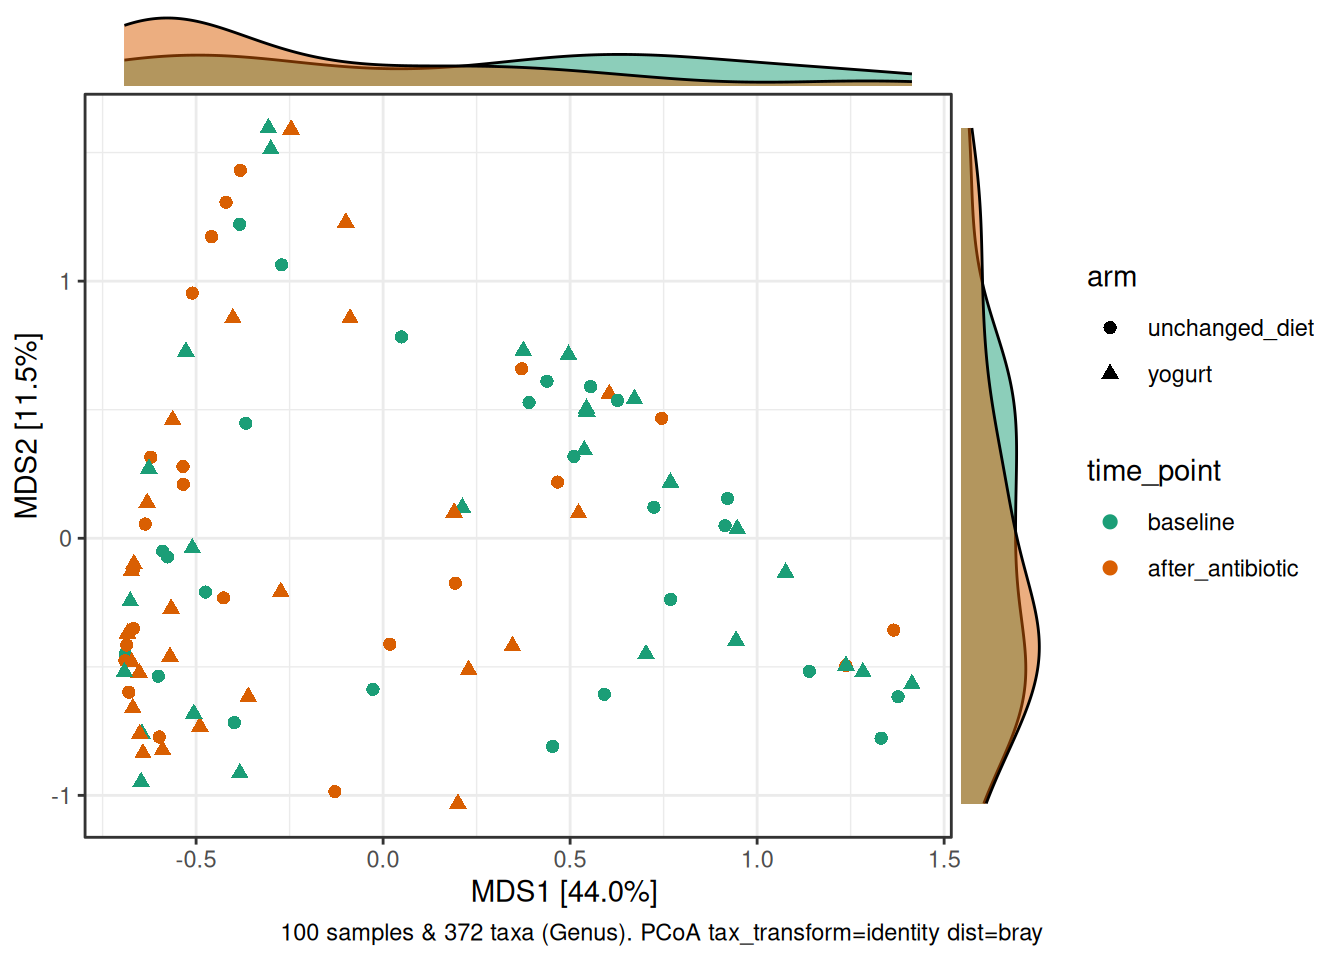 MDS2 [11.5%]
1
0
-1
-0.5
0.0
0.5
1.0
1.5
MDS1 [44.0%]
100 samples & 372 taxa (Genus). PCoA tax_transform=identity dist=bray
arm
unchanged_diet
yogurt
time_point
baseline
after_antibiotic